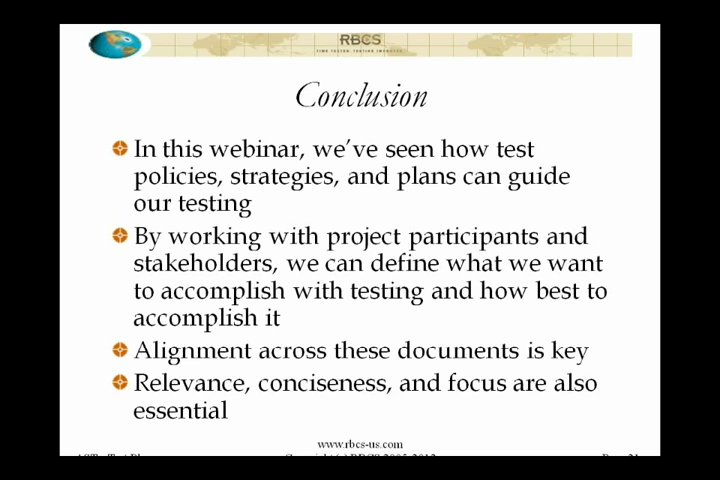 RBCS
Conclusion
In this webinar, we've seen how test
policies, strategies, and plans can guide
our testing
By working with project participants and
stakeholders, we can define what we want
to accomplish with testing and how best to
accomplish it
Alignment across these documents is key
Relevance, conciseness, and focus are also
essential
www.rbcs-us.com